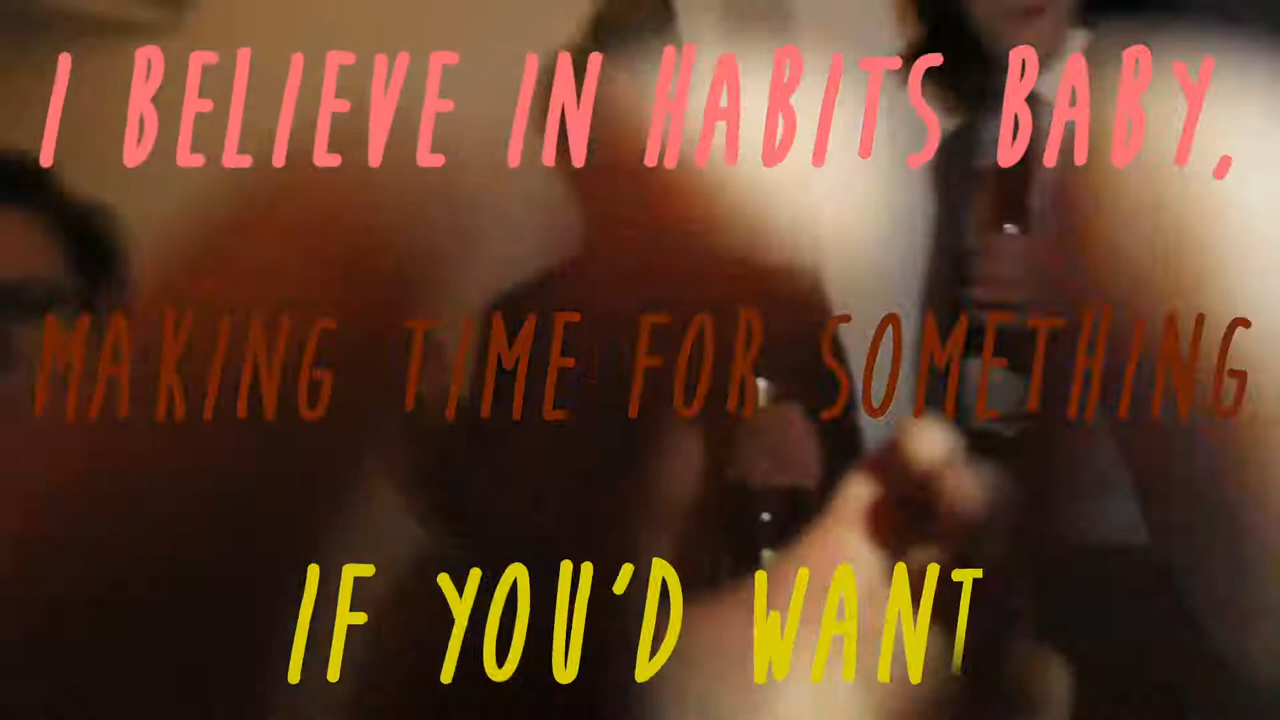 I BELIEVE IN HABITS BABY,
MAKING TIME FOR SOMETHING
IF YOU'D WANT